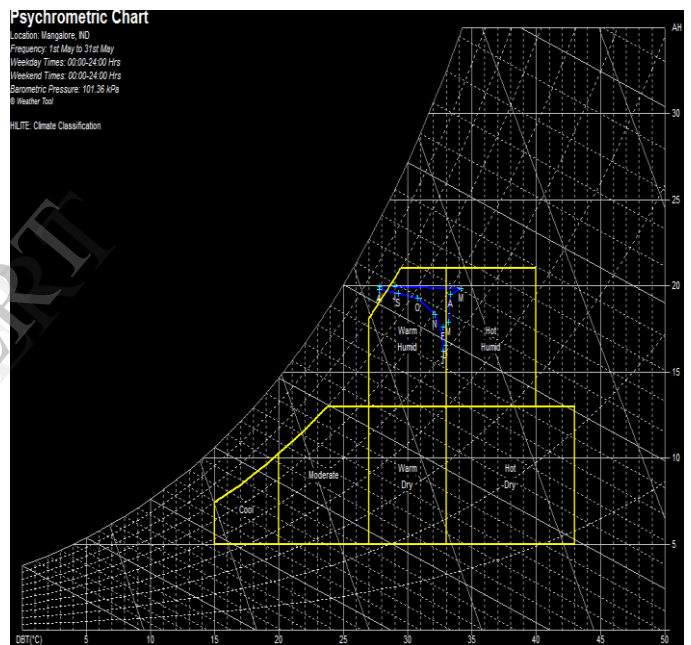 Psychrometric Chart
Location: Mangalore, IND
Frequency: 1st May to 31st May
Weekday Times: 00:00-24:00 Hrs
Weekend Times: 00:00-24:00 Hrs
Barometric Pressure: 101.36 kPa
© Weather Tool
HILITE: Climate Classification
AH
30
25
20
15
10
5
A
J
S
O
N
A
M
M
F
J
Warm
Humid
Hot
Humid
Cool
Moderate
Warm
Dry
Hot
Dry
DBT(°C)
5
10
15
20
25
30
35
40
45
50